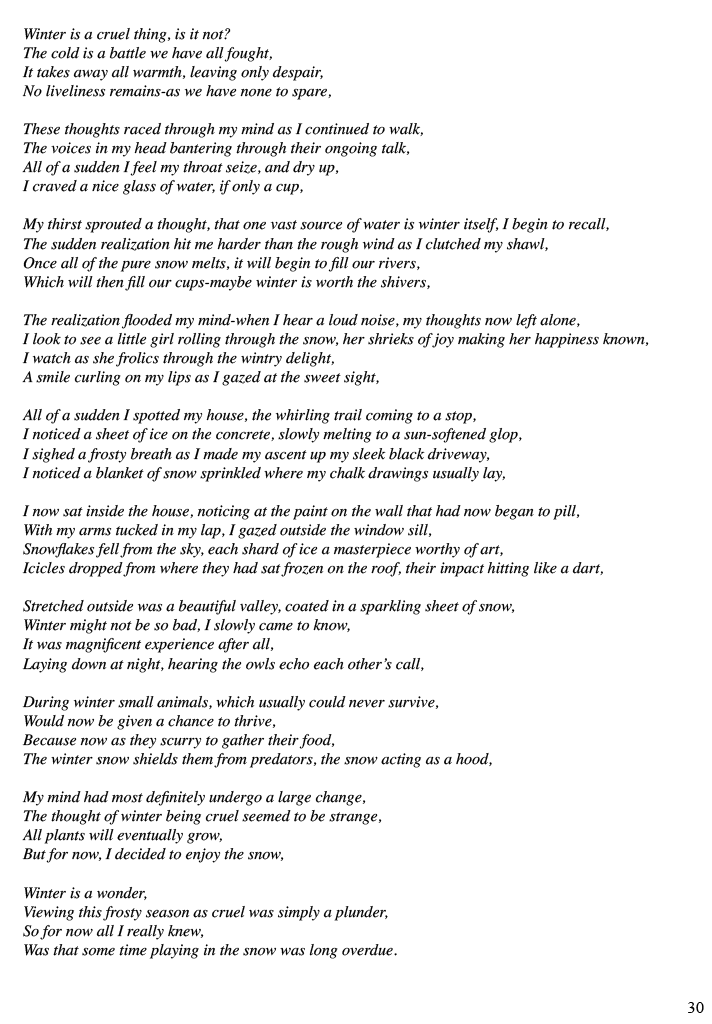 Winter is a cruel thing, is it not?
The cold is a battle we have all fought,
It takes away all warmth, leaving only despair,
No liveliness remains-as we have none to spare,

These thoughts raced through my mind as I continued to walk,
The voices in my head bantering through their ongoing talk,
All of a sudden I feel my throat seize, and dry up,
I craved a nice glass of water, if only a cup,

My thirst sprouted a thought, that one vast source of water is winter itself, I begin to recall,
The sudden realization hit me harder than the rough wind as I clutched my shawl,
Once all of the pure snow melts, it will begin to fill our rivers,
Which will then fill our cups-maybe winter is worth the shivers,

The realization flooded my mind-when I hear a loud noise, my thoughts now left alone,
I look to see a little girl rolling through the snow, her shrieks of joy making her happiness known,
I watch as she frolics through the wintry delight,
A smile curling on my lips as I gazed at the sweet sight,

All of a sudden I spotted my house, the whirling trail coming to a stop,
I noticed a sheet of ice on the concrete, slowly melting to a sun-softened glop,
I sighed a frosty breath as I made my ascent up my sleek black driveway,
I noticed a blanket of snow sprinkled where my chalk drawings usually lay,

I now sat inside the house, noticing at the paint on the wall that had now began to pill,
With my arms tucked in my lap, I gazed outside the window sill,
Snowflakes fell from the sky, each shard of ice a masterpiece worthy of art,
Icicles dropped from where they had sat frozen on the roof, their impact hitting like a dart,

Stretched outside was a beautiful valley, coated in a sparkling sheet of snow,
Winter might not be so bad, I slowly came to know,
It was magnificent experience after all,
Laying down at night, hearing the owls echo each other's call,

During winter small animals, which usually could never survive,
Would now be given a chance to thrive,
Because now as they scurry to gather their food,
The winter snow shields them from predators, the snow acting as a hood,

My mind had most definitely undergo a large change,
The thought of winter being cruel seemed to be strange,
All plants will eventually grow,
But for now, I decided to enjoy the snow,

Winter is a wonder,
Viewing this frosty season as cruel was simply a plunder,
So for now all I really knew,
Was that some time playing in the snow was long overdue.

30